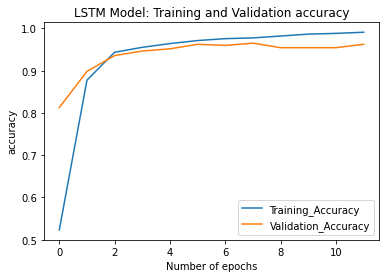 LSTM Model: Training and Validation accuracy
1.0
0.9
0.8
0.7
0.6
0.5
accuracy
0 2 4 6 8 10
Number of epochs
Training_Accuracy
Validation_Accuracy